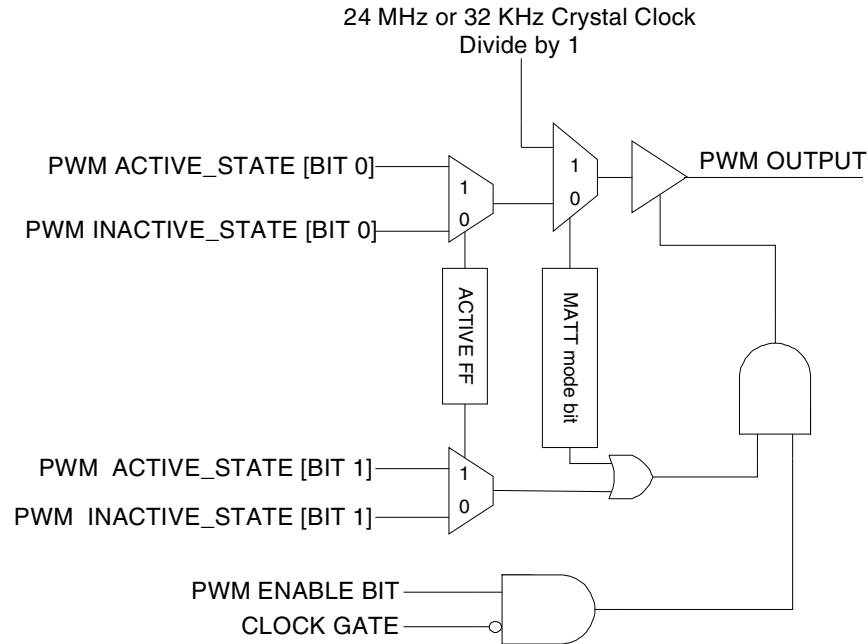 24 MHz or 32 KHz Crystal Clock
Divide by 1
PWM ACTIVE_STATE [BIT 0]
1
0
1
0
PWM OUTPUT
PWM INACTIVE_STATE [BIT 0]
ACTIVE FF
MATT mode bit
PWM ACTIVE_STATE [BIT 1]
1
0
PWM INACTIVE_STATE [BIT 1]
PWM ENABLE BIT
CLOCK GATE